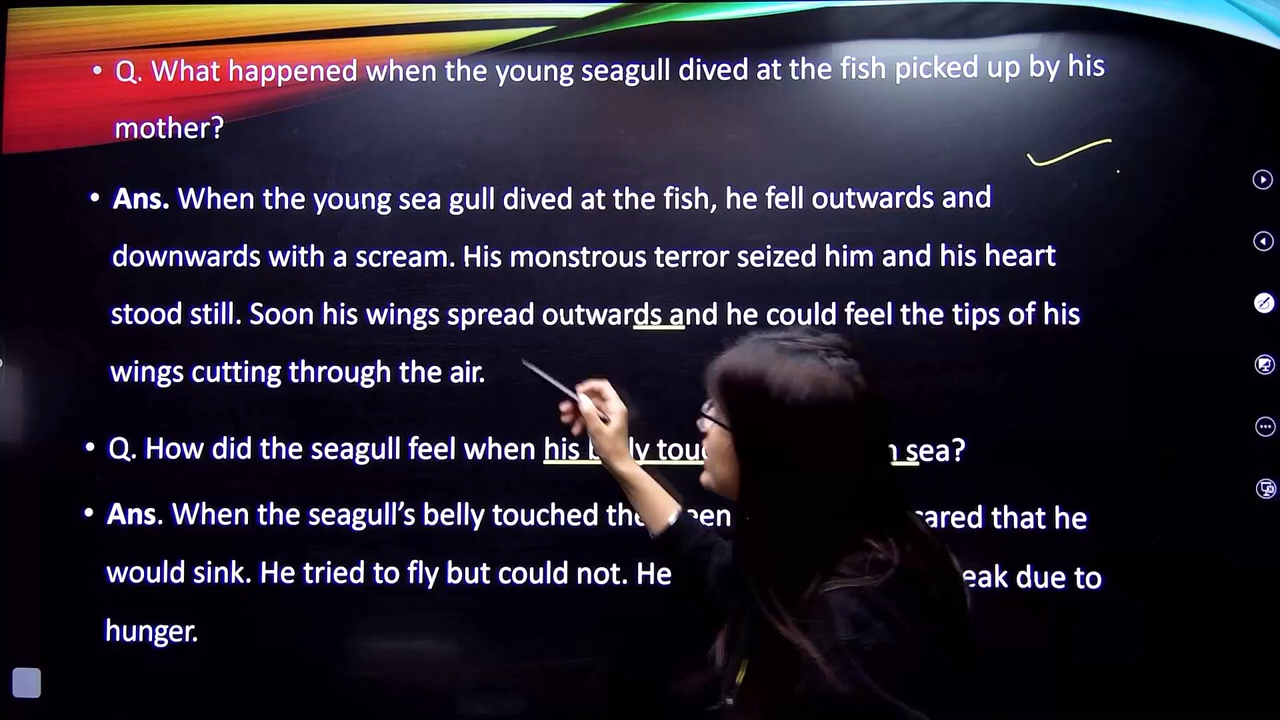 • Q. What happened when the young seagull dived at the fish picked up by his
mother?
• Ans. When the young sea gull dived at the fish, he fell outwards and
downwards with a scream. His monstrous terror seized him and his heart
stood still. Soon his wings spread outwards and he could feel the tips of his
wings cutting through the air.
• Q. How did the seagull feel when his sea?
• Ans. When the seagull's belly touched the that he
would sink. He tried to fly but could not. He due to
hunger.